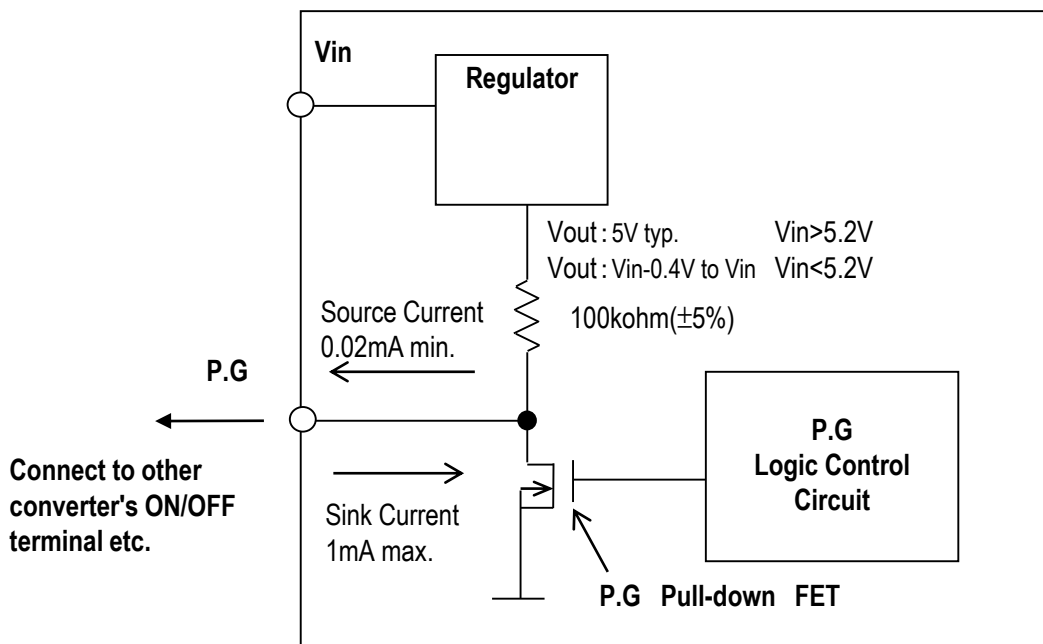 Vin
Regulator
Vout : 5V typ. Vin>5.2V
Vout : Vin-0.4V to Vin Vin<5.2V
Source Current
0.02mA min.
100kohm(±5%)
P.G
P.G
Logic Control
Circuit
Connect to other
converter's ON/OFF
terminal etc.
Sink Current
1mA max.
P.G Pull-down FET